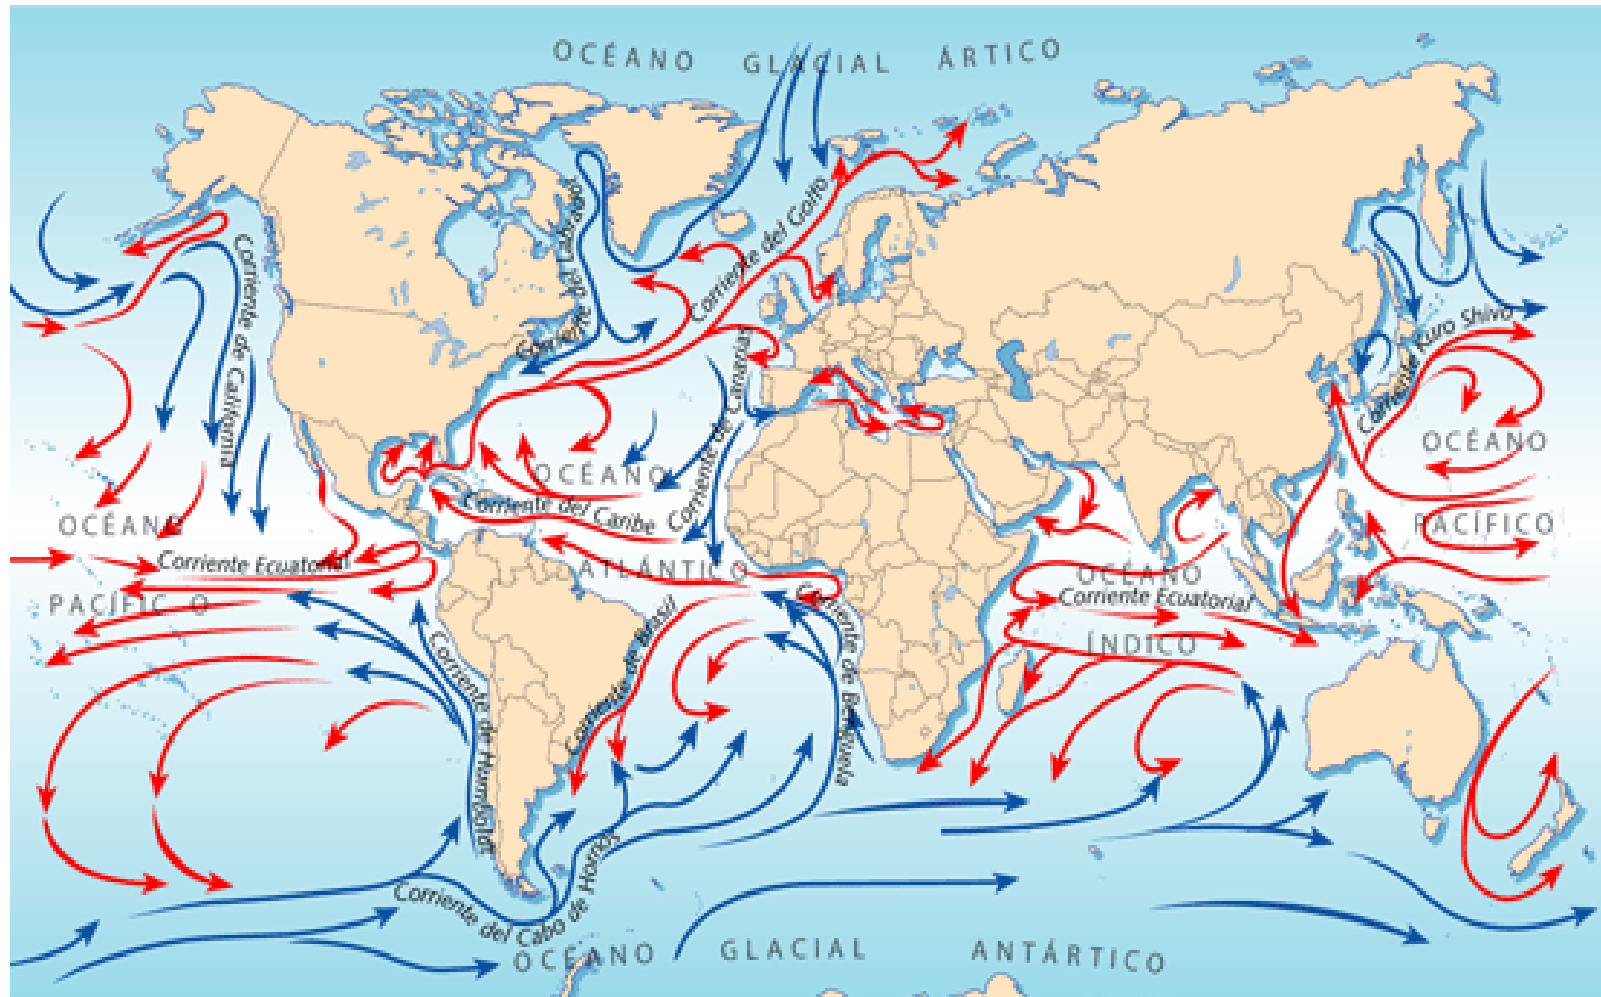 OCÉANO GLACIAL ÁRTICO
Corriente del Golfo
Corriente del Labrador
Corriente de California
Corriente Kuro Shivo
Corriente de Canarias
OCÉANO
ATLÁNTICO
Corriente del Caribe
OCÉANO
PACÍFICO
OCÉANO
PACÍFICO
Corriente Ecuatorial
OCÉANO
Corriente Ecuatorial
ÍNDICO
Corriente de Brasil
Corriente de Benguela
Corriente de Humboldt
Corriente del Cabo de Hornos
OCÉANO GLACIAL ANTÁRTICO